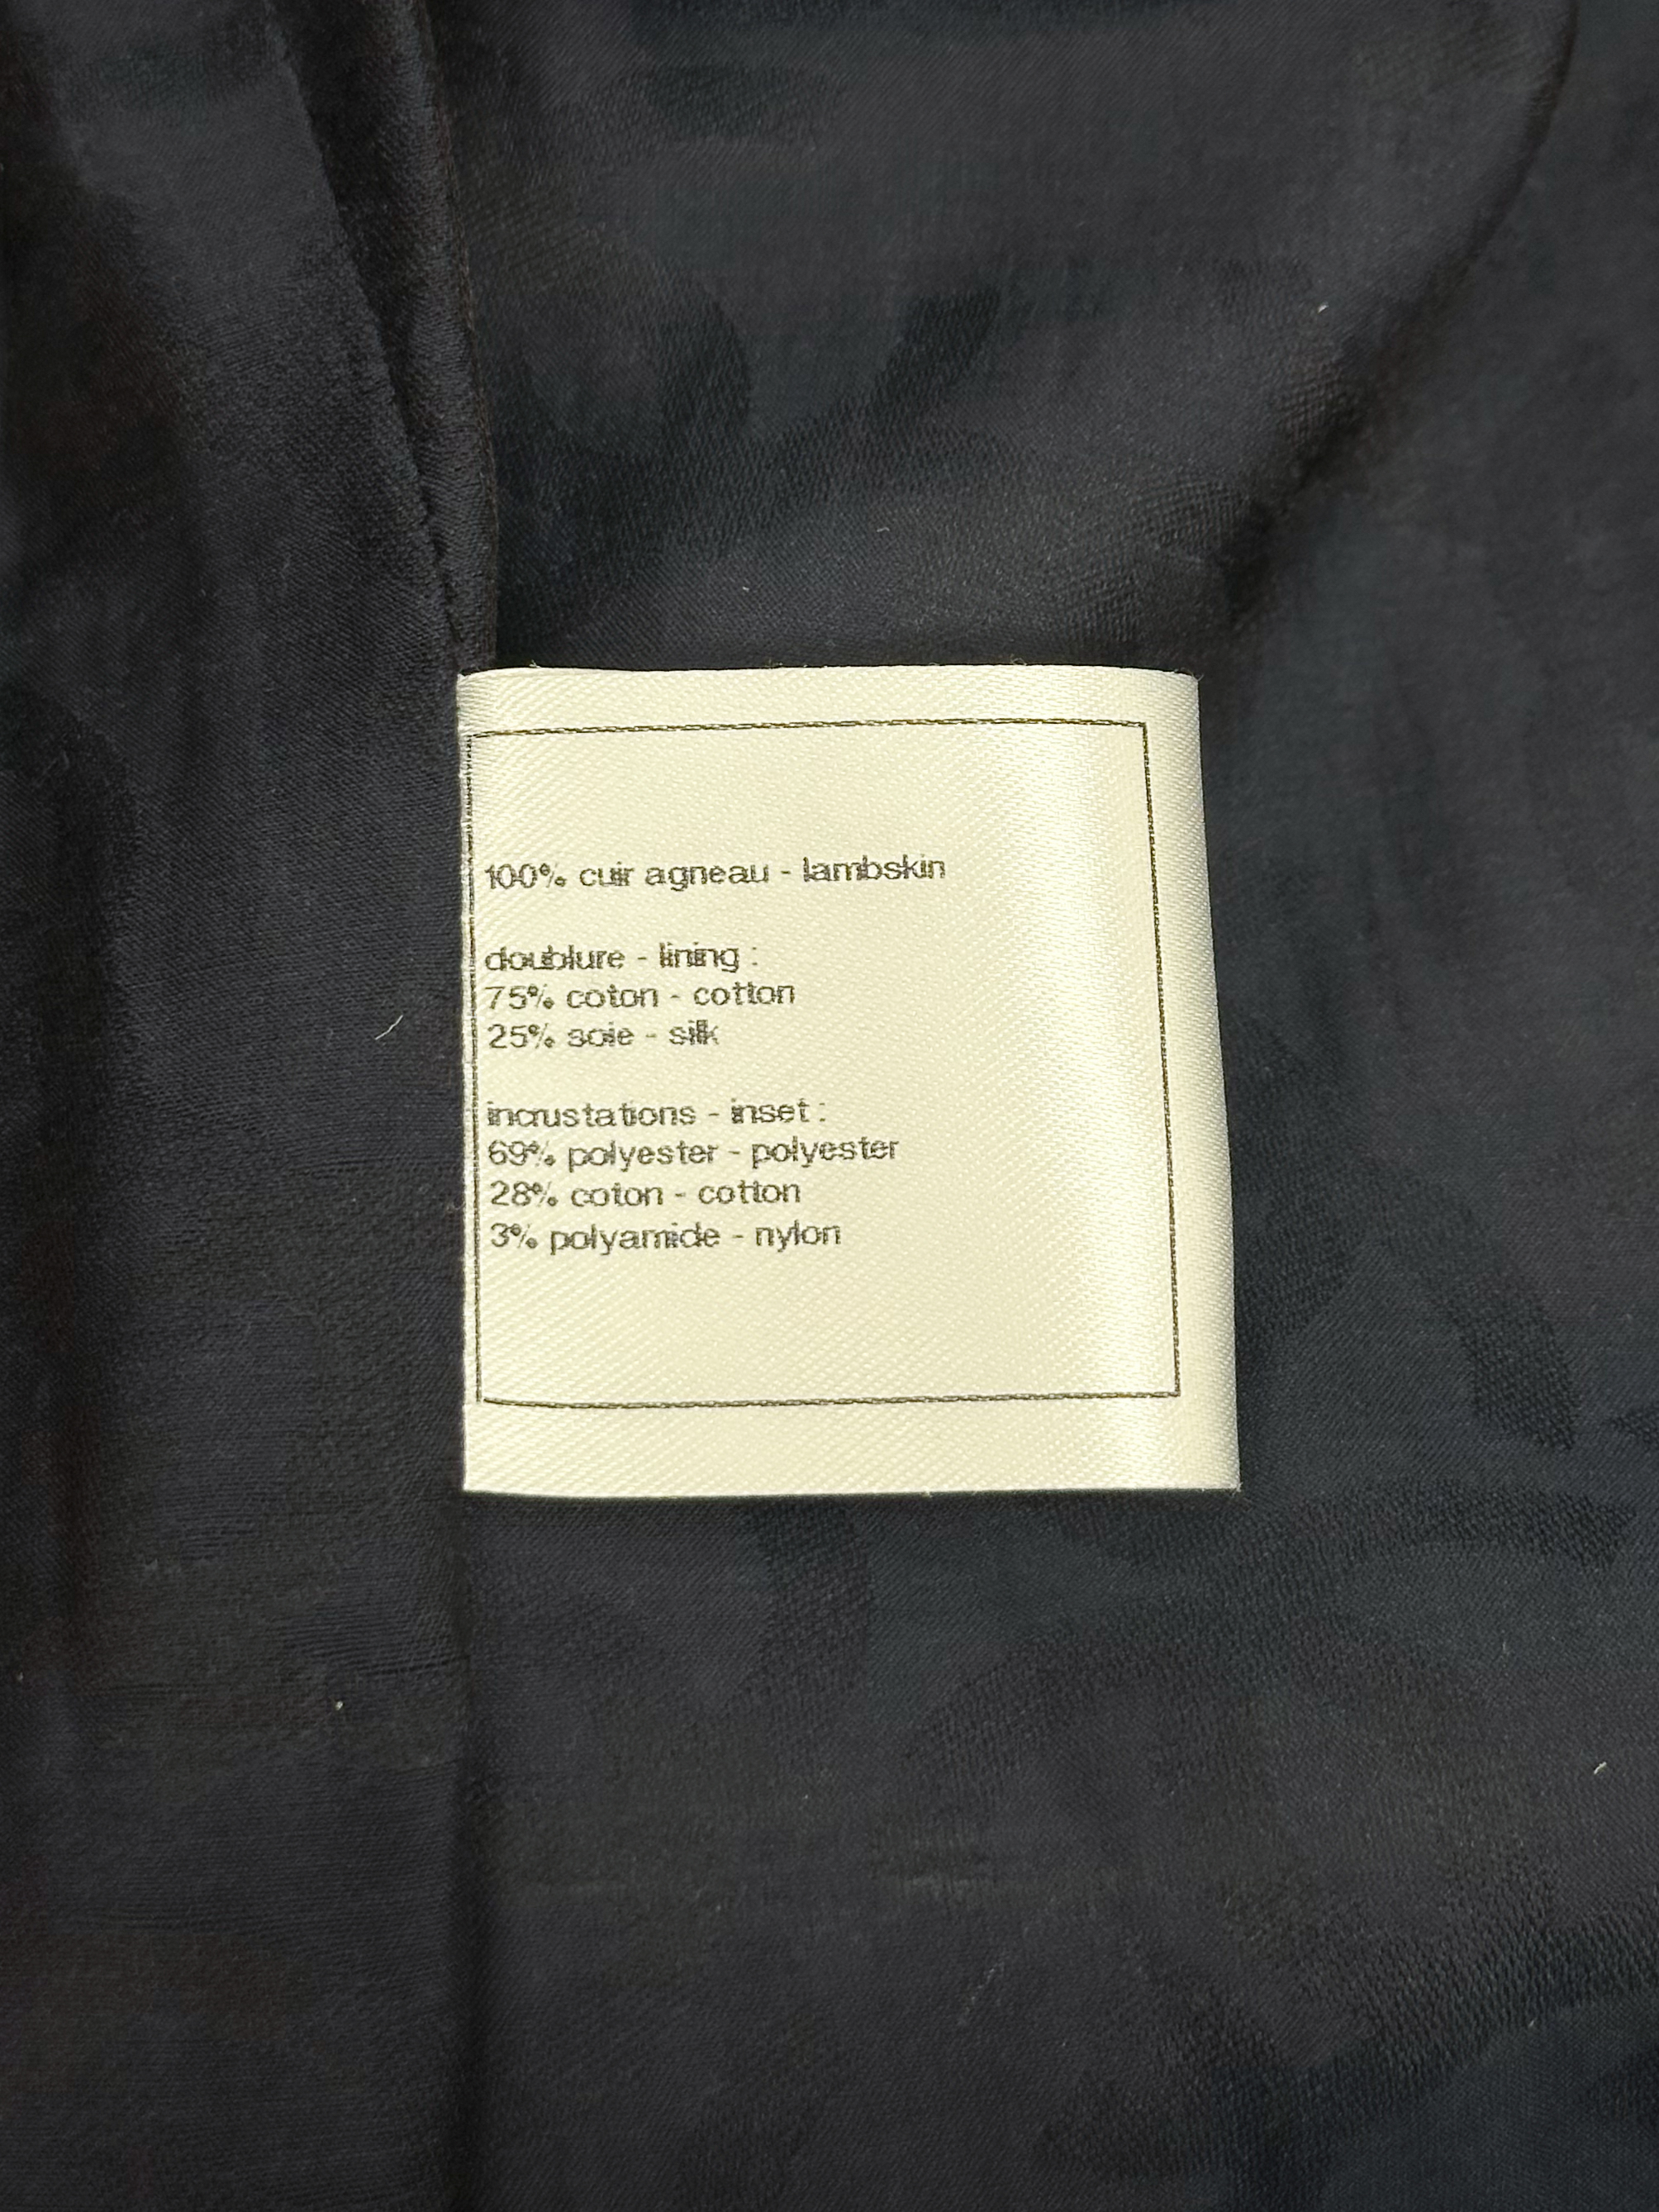 100% cuir agneau - lambskin
doublure - lining :
75% coton - cotton
25% soie - silk
incrustations - inset :
69% polyester - polyester
28% coton - cotton
3% polyamide - nylon